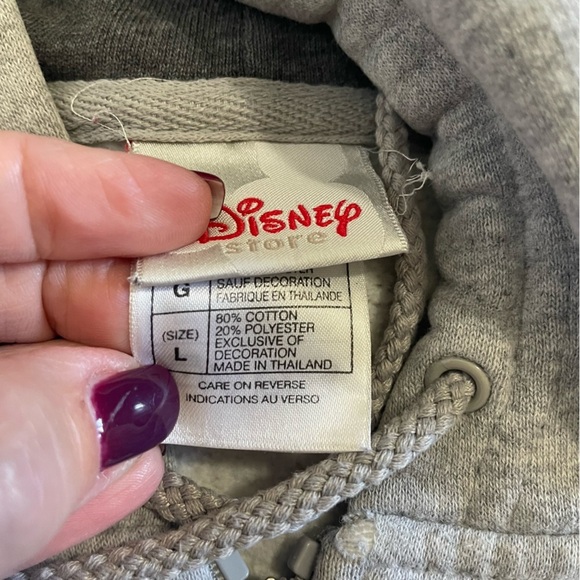 Disney
store
G
SAUF DECORATION
FABRIQUE EN THAILANDE
(SIZE)
L
80% COTTON
20% POLYESTER
EXCLUSIVE OF
DECORATION
MADE IN THAILAND
CARE ON REVERSE
INDICATIONS AU VERSO